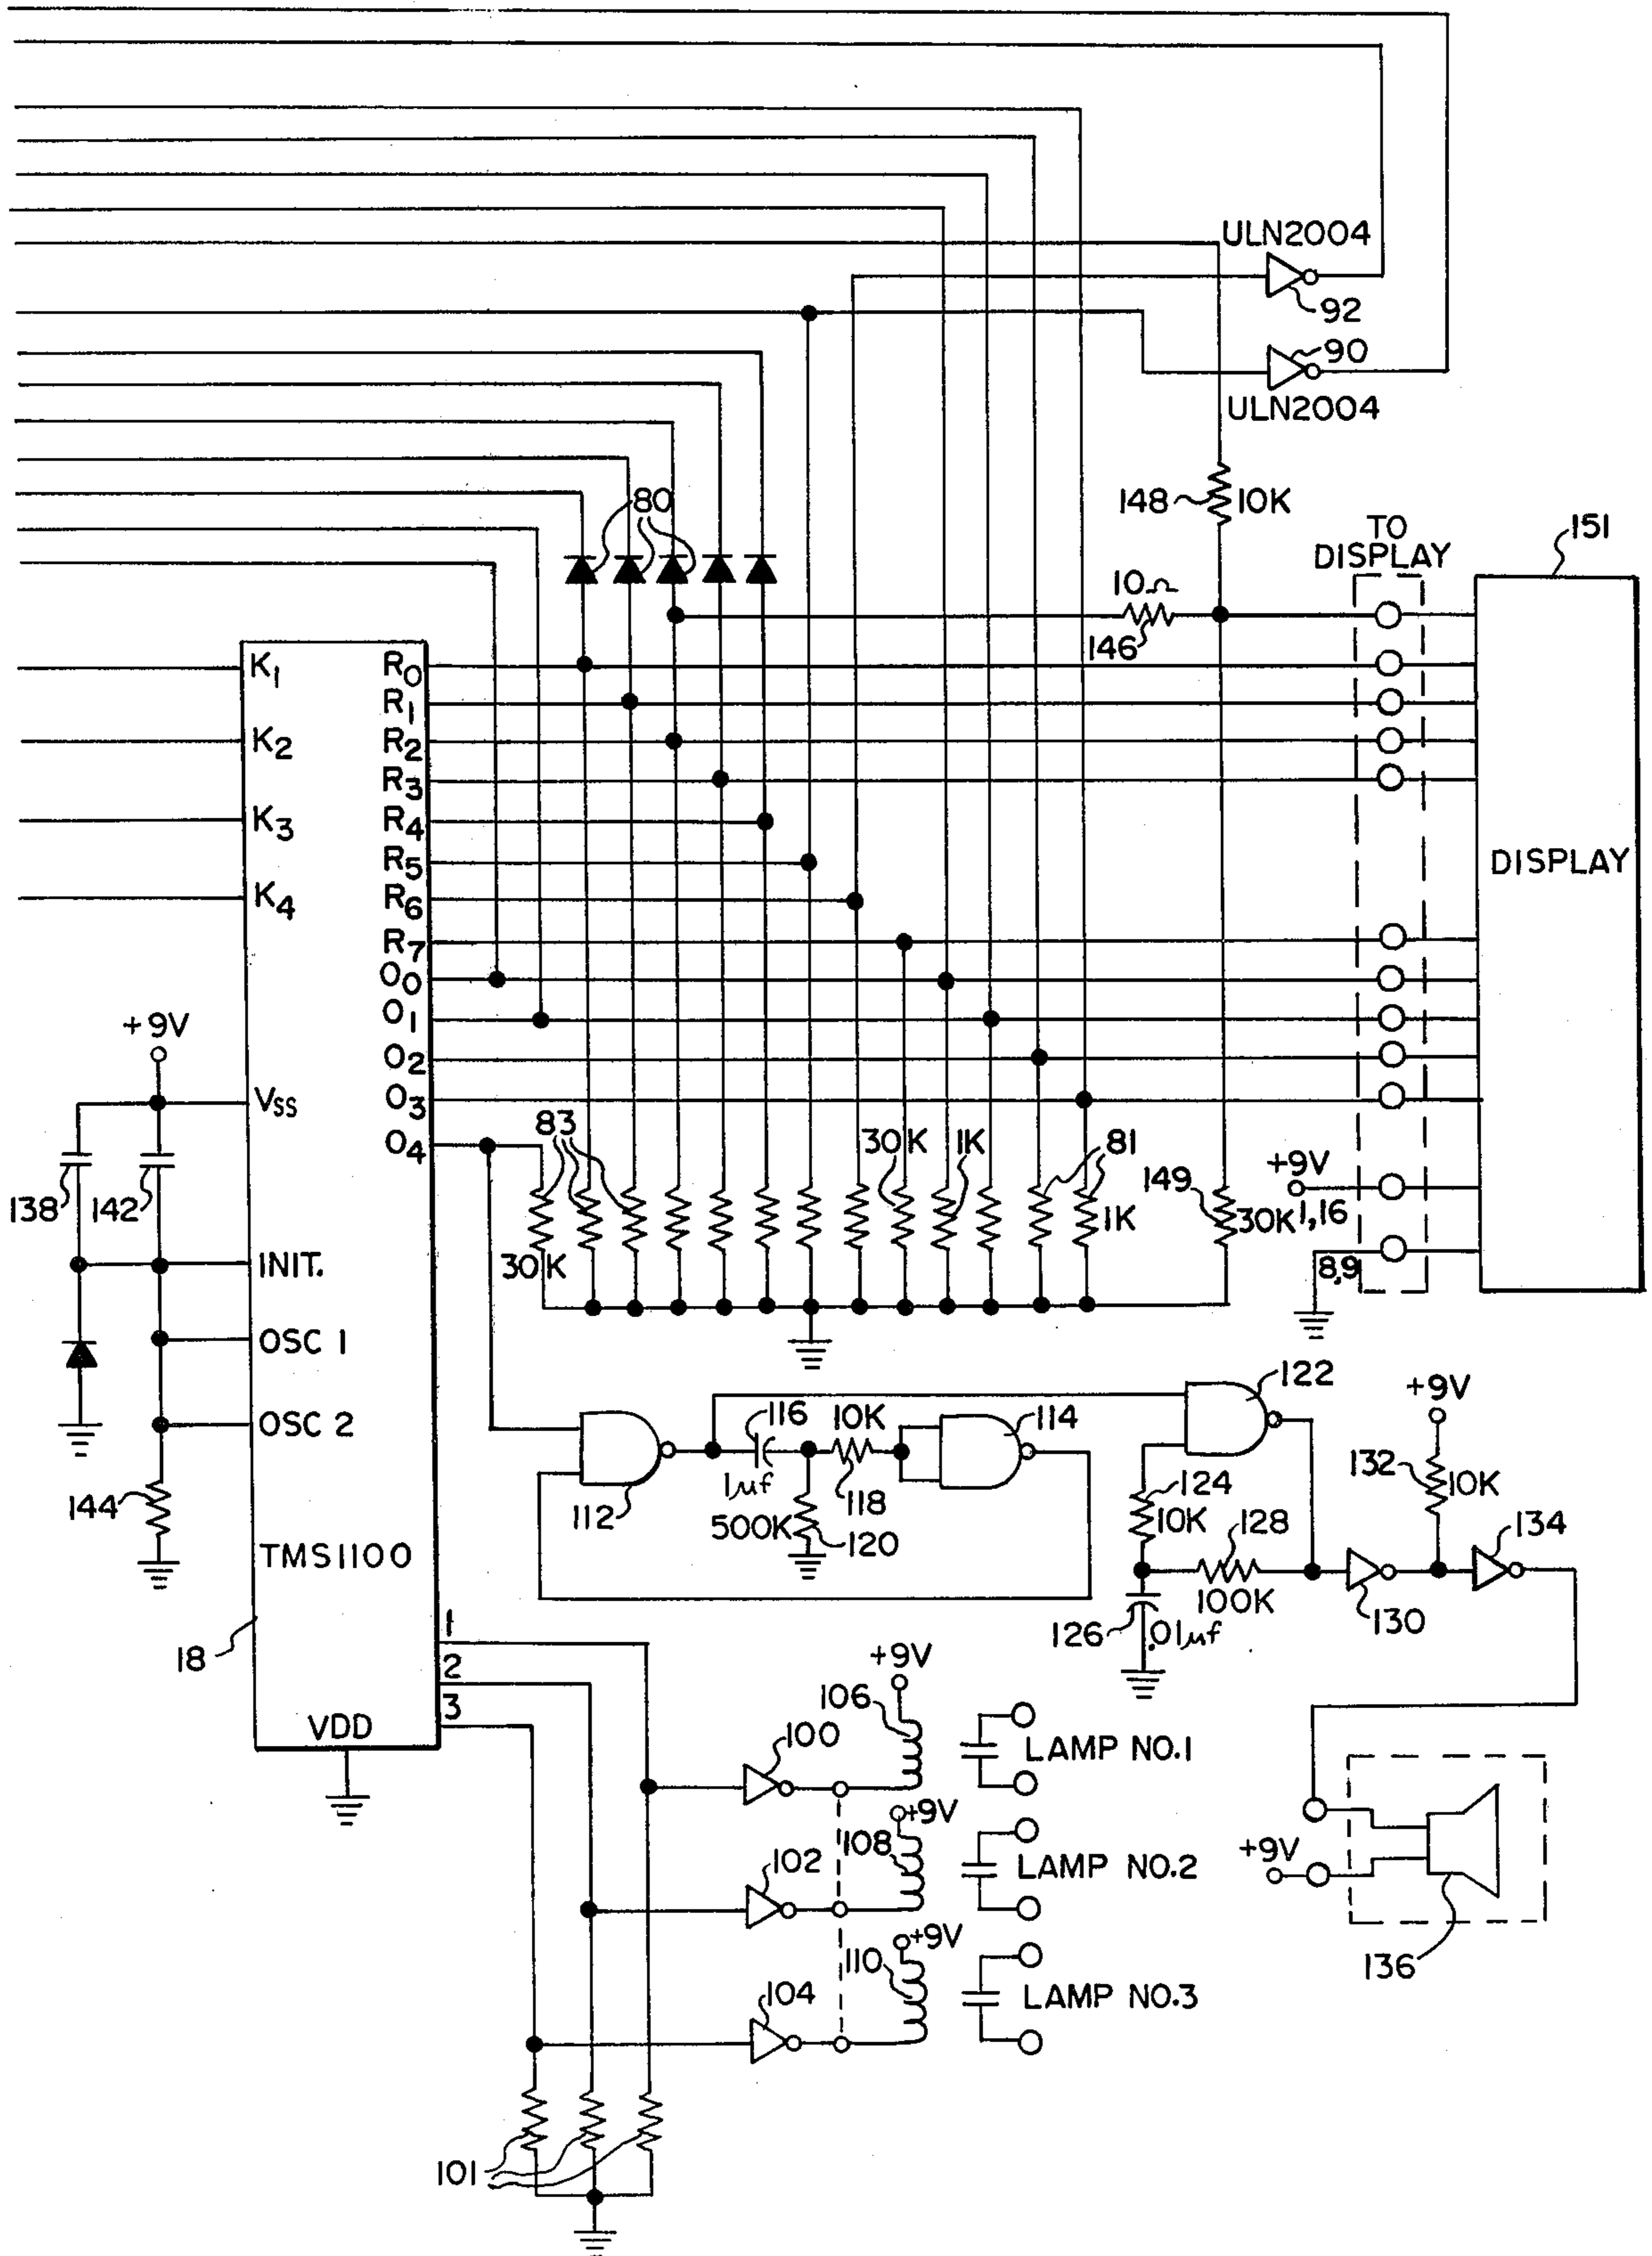 ULN2004
92
90
ULN2004
80
148
10K
TO
DISPLAY
151
10Ω
146
K1
R0
R1
K2
R2
R3
K3
R4
R5
DISPLAY
K4
R6
R7
O0
+9V
O1
O2
VSS
O3
83
O4
30K
1K
81
+9V
149
138
142
1K
30K
1,16
INIT.
30K
8,9
OSC 1
122
+9V
116
10K
114
OSC 2
132
10K
144
1μf
118
124
112
500K
120
10K
128
134
TMS1100
100K
130
126
.01μf
1
18
2
+9V
106
3
VDD
100
LAMP NO.1
+9V
108
+9V
102
LAMP NO.2
+9V
110
136
104
LAMP NO.3
101